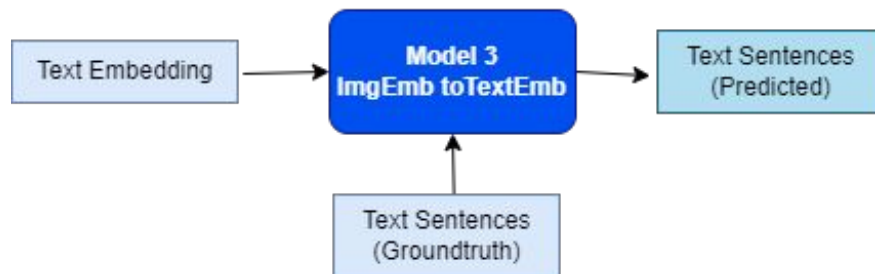 Text Embedding
Model 3
ImgEmb toTextEmb
Text Sentences
(Predicted)
Text Sentences
(Groundtruth)